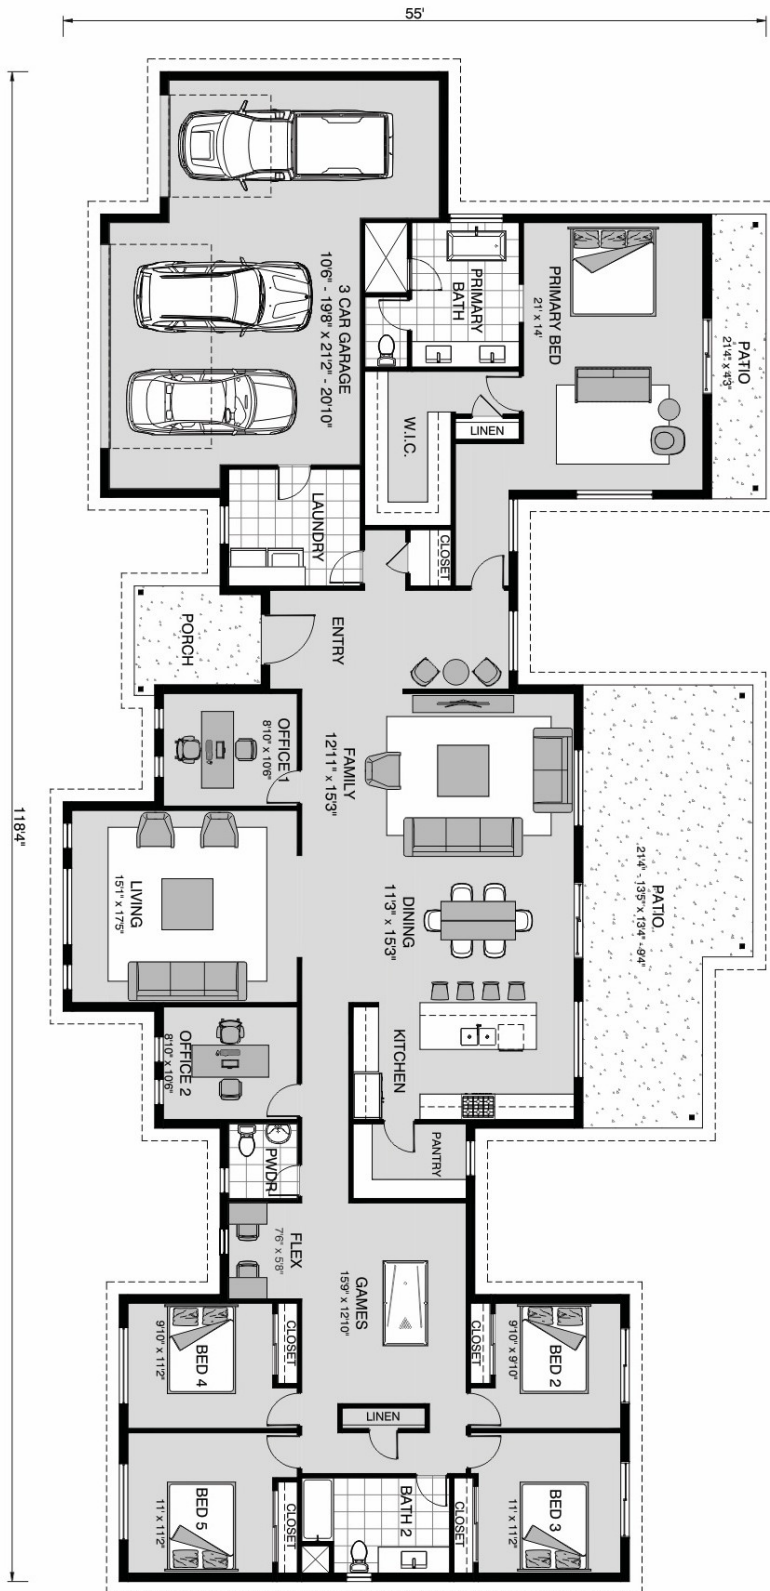 55'
118'4"
3 CAR GARAGE
10'6" - 19'8" x 21'2" - 20'10"
PRIMARY
BATH
PRIMARY BED
21' x 14'
PATIO
21'4" x 4'3"
W.I.C.
LINEN
LAUNDRY
CLOSET
PORCH
ENTRY
OFFICE 1
8'10" x 10'6"
FAMILY
12'11" x 15'3"
LIVING
15'1" x 17'5"
DINING
11'3" x 15'3"
PATIO
21'4" - 13'5" x 13'4" - 9'4"
OFFICE 2
8'10" x 10'6"
KITCHEN
PWDR
PANTRY
FLEX
7'6" x 5'8"
GAMES
15'9" x 12'10"
BED 4
9'10" x 11'2"
CLOSET
CLOSET
BED 2
9'10" x 9'10"
LINEN
BED 5
11' x 11'2"
CLOSET
BATH 2
CLOSET
BED 3
11' x 11'2"